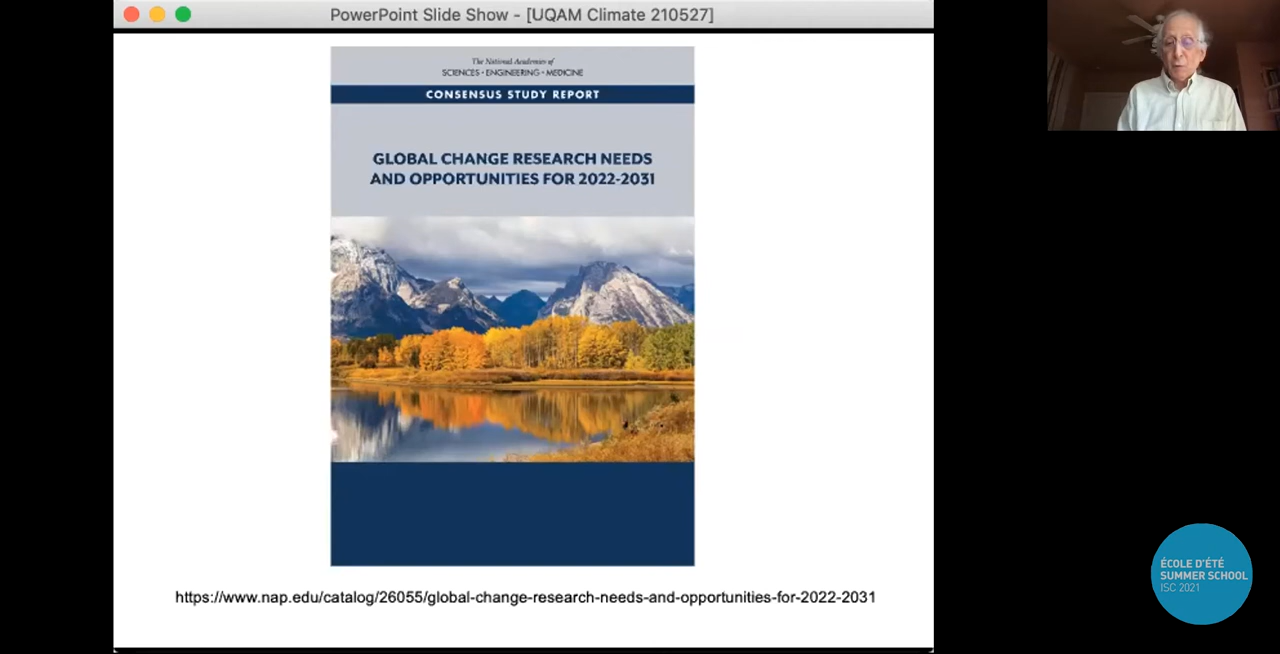 PowerPoint Slide Show - [UQAM Climate 210527]
The National Academies of
SCIENCES • ENGINEERING • MEDICINE
CONSENSUS STUDY REPORT
GLOBAL CHANGE RESEARCH NEEDS
AND OPPORTUNITIES FOR 2022-2031
https://www.nap.edu/catalog/26055/global-change-research-needs-and-opportunities-for-2022-2031
ÉCOLE D'ÉTÉ
SUMMER SCHOOL
ISC 2021